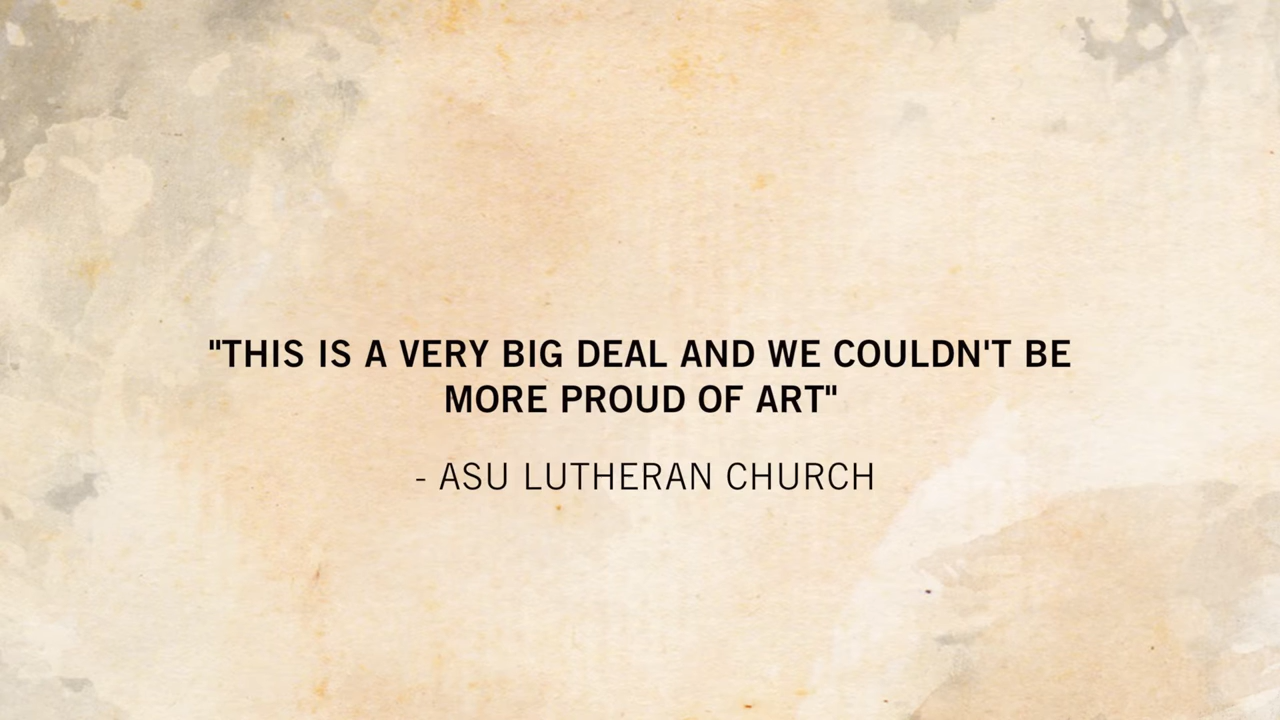 "THIS IS A VERY BIG DEAL AND WE COULDN'T BE
MORE PROUD OF ART"
- ASU LUTHERAN CHURCH